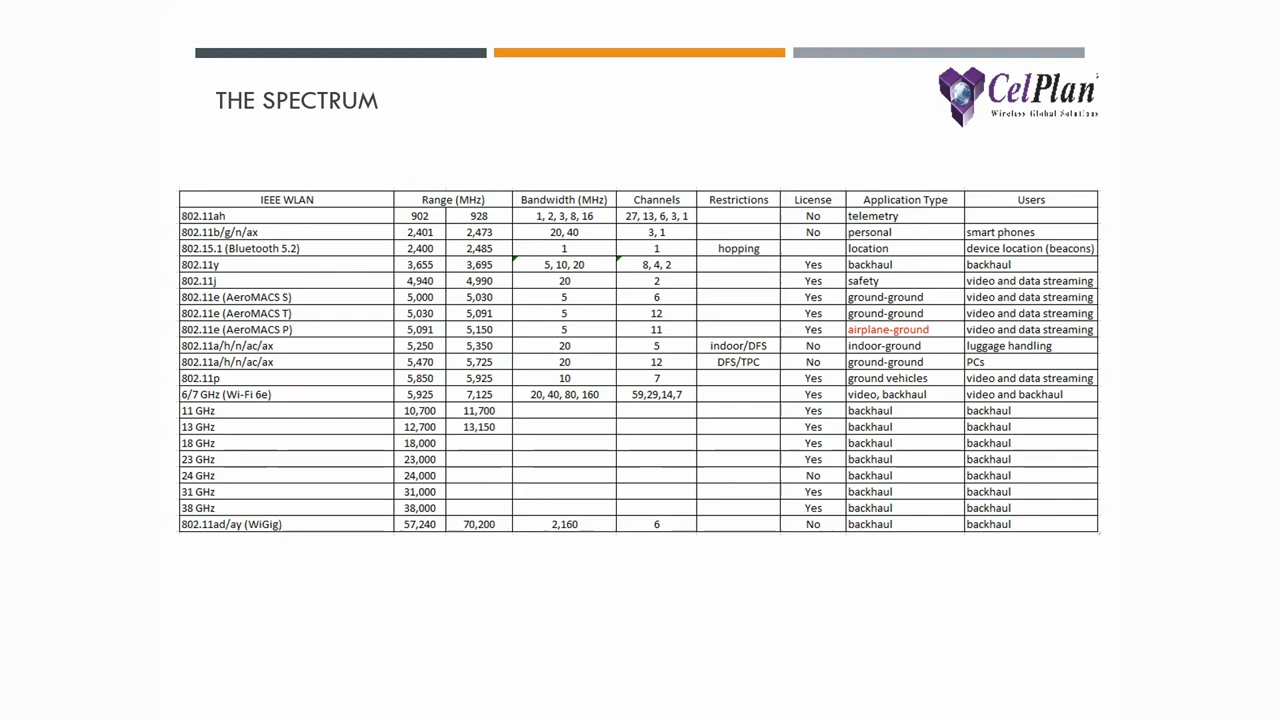 THE SPECTRUM
CelPlan
Wireless Global Solutions
IEEE WLAN Range (MHz) Bandwidth (MHz) Channels Restrictions License Application Type Users
802.11ah 902 928 1, 2, 3, 8, 16 27, 13, 6, 3, 1 No telemetry
802.11b/g/n/ax 2,401 2,473 20, 40 3, 1 No personal smart phones
802.15.1 (Bluetooth 5.2) 2,400 2,485 1 1 hopping location device location (beacons)
802.11y 3,655 3,695 5, 10, 20 8, 4, 2 Yes backhaul backhaul
802.11j 4,940 4,990 20 2 Yes safety video and data streaming
802.11e (AeroMACS S) 5,000 5,030 5 6 Yes ground-ground video and data streaming
802.11e (AeroMACS T) 5,030 5,091 5 12 Yes ground-ground video and data streaming
802.11e (AeroMACS P) 5,091 5,150 5 11 Yes airplane-ground video and data streaming
802.11a/h/n/ac/ax 5,250 5,350 20 5 indoor/DFS No indoor-ground luggage handling
802.11a/h/n/ac/ax 5,470 5,725 20 12 DFS/TPC No ground-ground PCs
802.11p 5,850 5,925 10 7 Yes ground vehicles video and data streaming
6/7 GHz (Wi-Fi 6e) 5,925 7,125 20, 40, 80, 160 59,29,14,7 Yes video, backhaul video and backhaul
11 GHz 10,700 11,700 Yes backhaul backhaul
13 GHz 12,700 13,150 Yes backhaul backhaul
18 GHz 18,000 Yes backhaul backhaul
23 GHz 23,000 Yes backhaul backhaul
24 GHz 24,000 No backhaul backhaul
31 GHz 31,000 Yes backhaul backhaul
38 GHz 38,000 Yes backhaul backhaul
802.11ad/ay (WiGig) 57,240 70,200 2,160 6 No backhaul backhaul